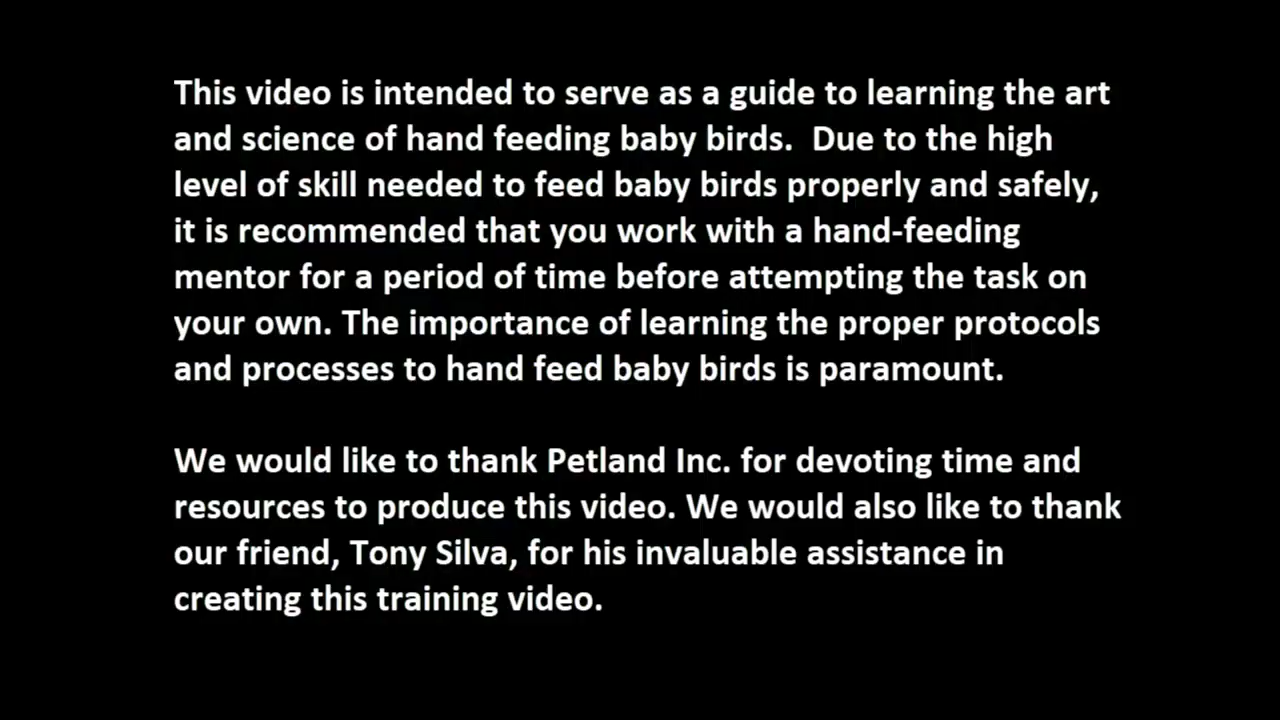 This video is intended to serve as a guide to learning the art
and science of hand feeding baby birds.  Due to the high
level of skill needed to feed baby birds properly and safely,
it is recommended that you work with a hand-feeding
mentor for a period of time before attempting the task on
your own. The importance of learning the proper protocols
and processes to hand feed baby birds is paramount.
We would like to thank Petland Inc. for devoting time and
resources to produce this video. We would also like to thank
our friend, Tony Silva, for his invaluable assistance in
creating this training video.